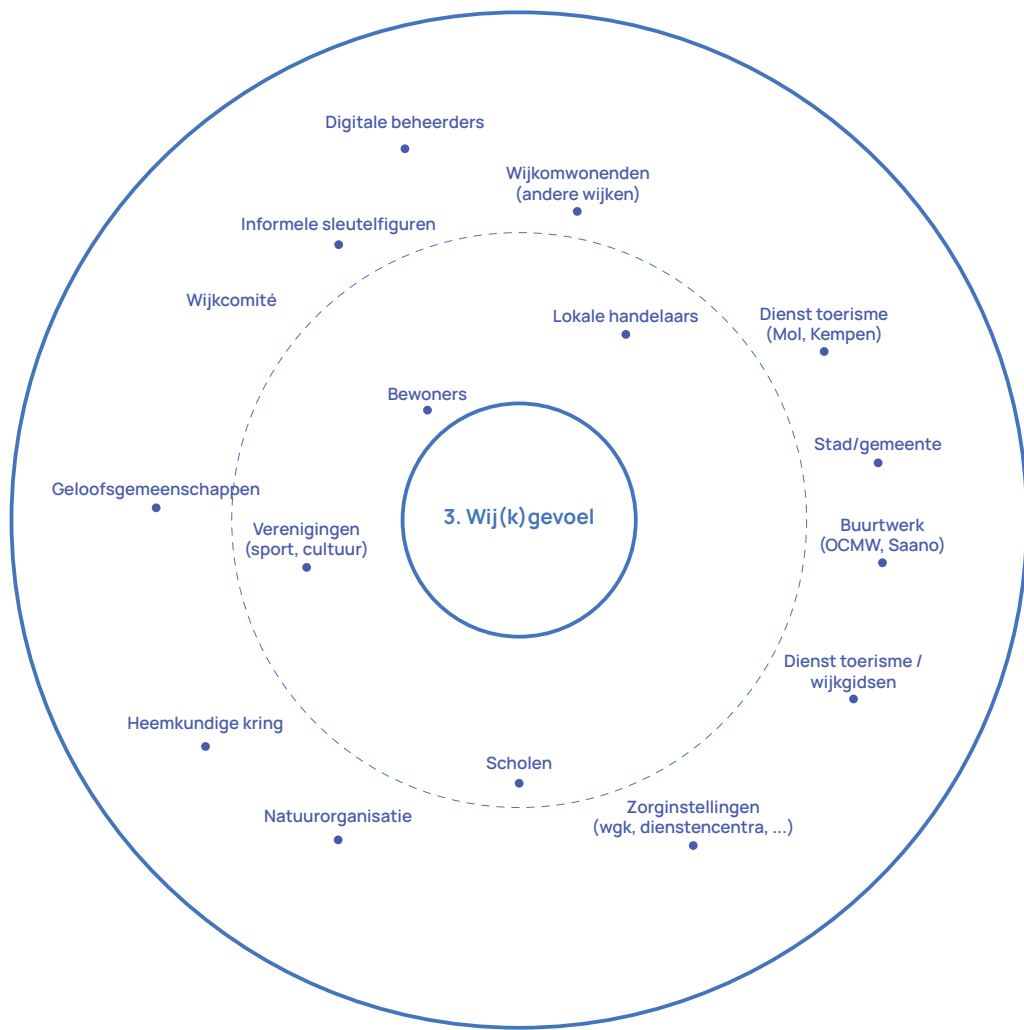 Digitale beheerders
Wijkomwonenden
(andere wijken)
Informele sleutelfiguren
Wijkcomité
Lokale handelaars
Dienst toerisme
(Mol, Kempen)
Bewoners
Stad/gemeente
Geloofsgemeenschappen
3. Wij(k)gevoel
Verenigingen
(sport, cultuur)
Buurtwerk
(OCMW, Saano)
Dienst toerisme /
wijkgidsen
Heemkundige kring
Scholen
Natuurorganisatie
Zorginstellingen
(wgk, dienstencentra, ...)